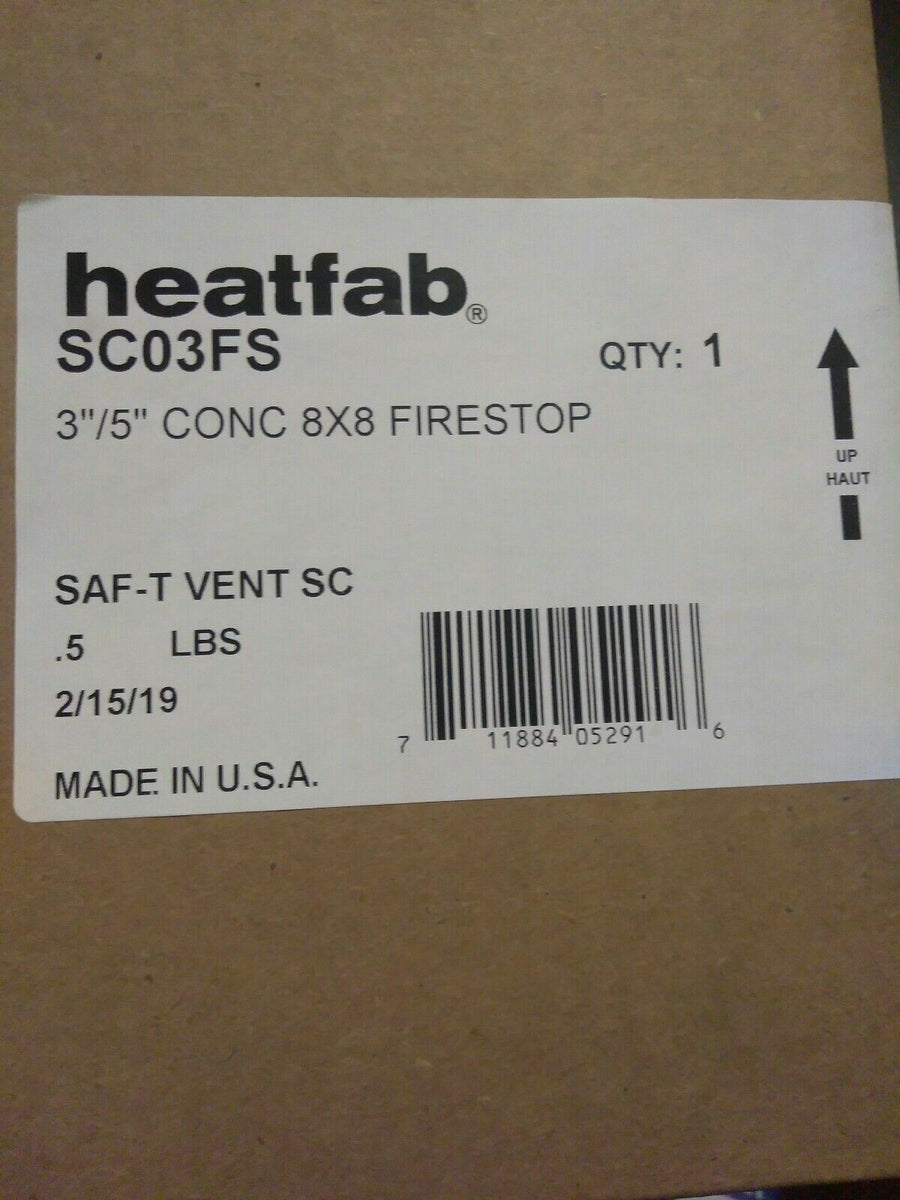 heatfab®
SC03FS QTY: 1
3"/5" CONC 8X8 FIRESTOP
UP
HAUT
SAF-T VENT SC
.5 LBS
2/15/19
7 11884 05291 6
MADE IN U.S.A.